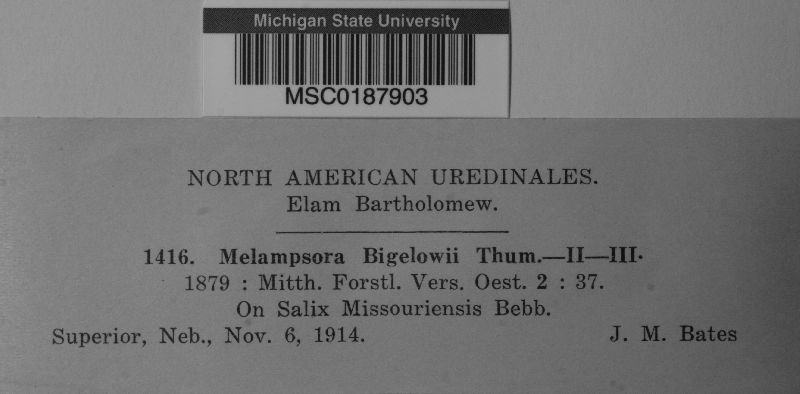 Michigan State University
MSC0187903
NORTH AMERICAN UREDINALES.
Elam Bartholomew.
1416. Melampsora Bigelowii Thum.—II—III.
1879 : Mitth. Forstl. Vers. Oest. 2 : 37.
On Salix Missouriensis Bebb.
Superior, Neb., Nov. 6, 1914. J. M. Bates